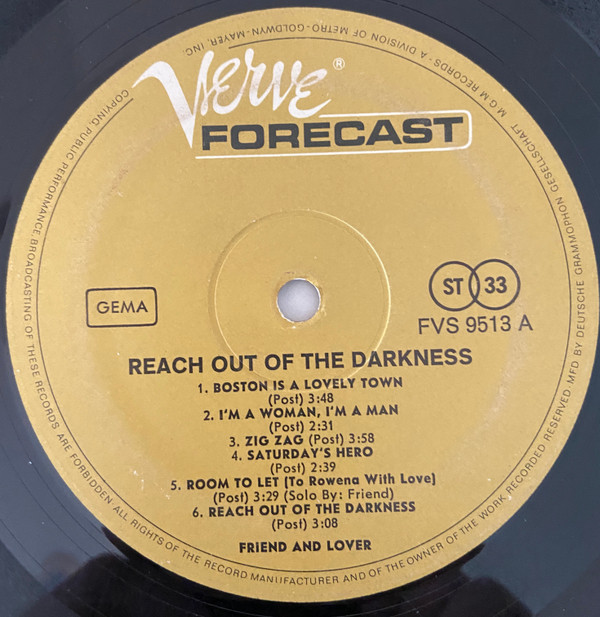 Verve®
FORECAST
GEMA
ST 33
FVS 9513 A
REACH OUT OF THE DARKNESS
1. BOSTON IS A LOVELY TOWN
(Post) 3:48
2. I'M A WOMAN, I'M A MAN
(Post) 2:31
3. ZIG ZAG (Post) 3:58
4. SATURDAY'S HERO
(Post) 2:39
5. ROOM TO LET (To Rowena With Love)
(Post) 3:29 (Solo By: Friend)
6. REACH OUT OF THE DARKNESS
(Post) 3:08
FRIEND AND LOVER
M G M RECORDS - A DIVISION OF METRO-GOLDWYN-MAYER, INC.
COPYING, PUBLIC PERFORMANCE, BROADCASTING OF THESE RECORDS ARE FORBIDDEN · ALL RIGHTS OF THE RECORD MANUFACTURER AND OF THE OWNER OF THE WORK RECORDED RESERVED. MFD BY DEUTSCHE GRAMMOPHON GESELLSCHAFT